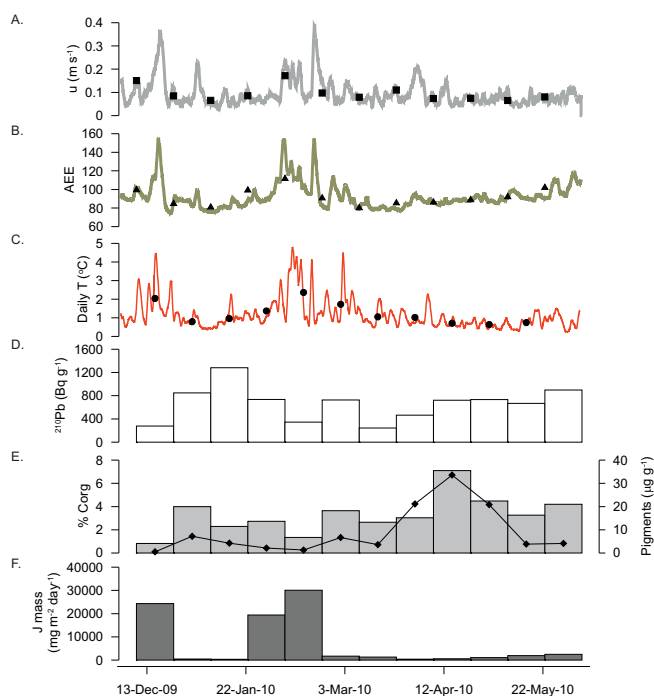 A.
u (m s-1)
0.4
0.3
0.2
0.1
0
B.
AEE
160
140
120
100
80
60
C.
Daily T (oC)
5
4
3
2
1
0
D.
210Pb (Bq g-1)
1600
1200
800
400
0
E.
% Corg
8
6
4
2
0
40
30
20
10
0
Pigments (µg g-1)
F.
J mass
(mg m-2 day-1)
40000
30000
20000
10000
0
13-Dec-09 22-Jan-10 3-Mar-10 12-Apr-10 22-May-10